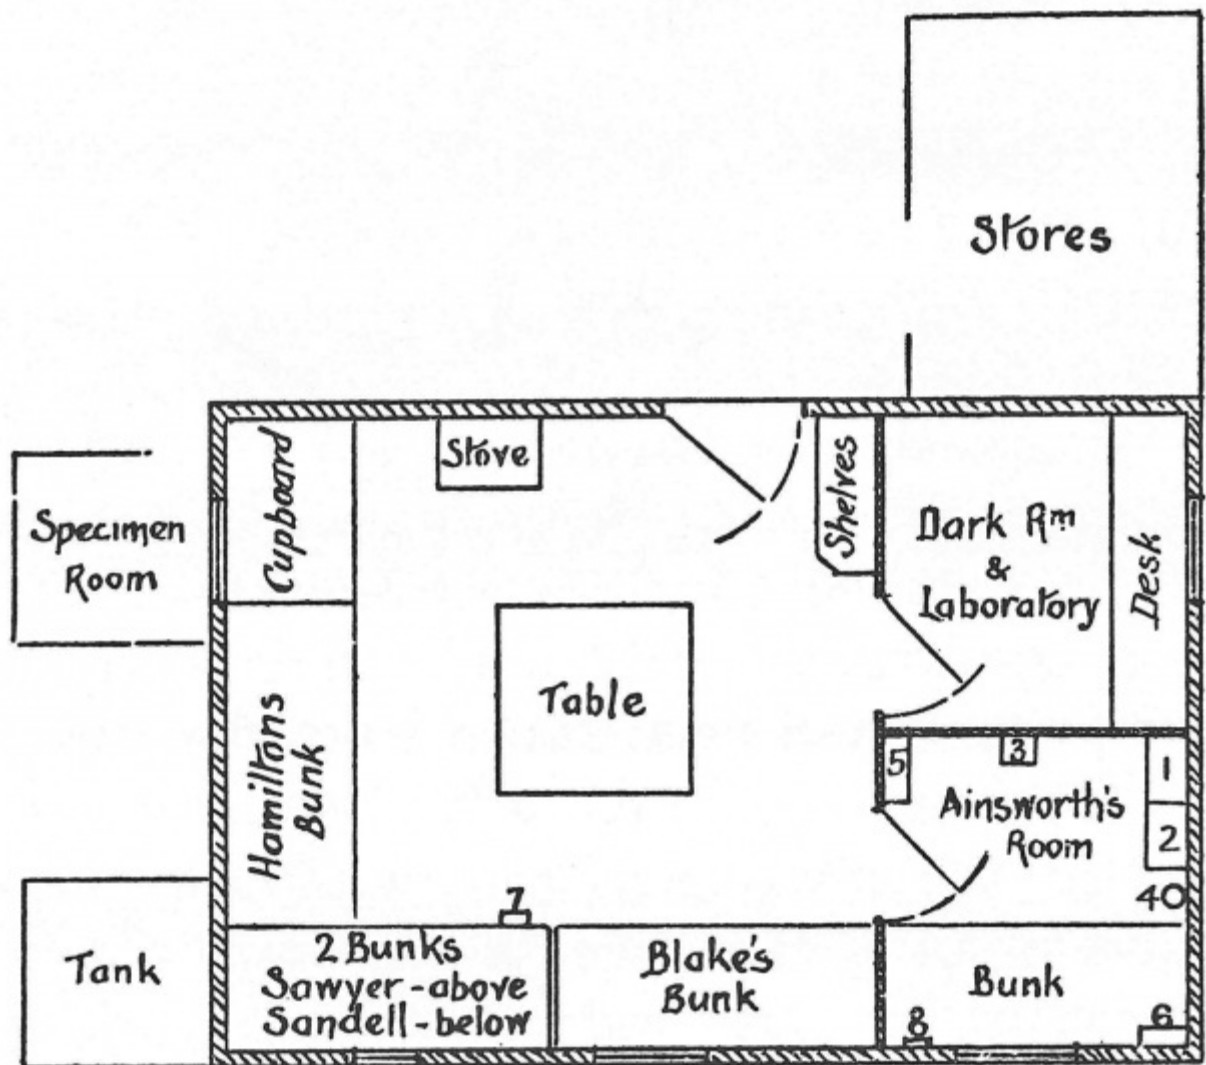 Stores
Cupboard
Stove
Shelves
Specimen
Room
Dark Rm
&
Laboratory
Desk
Table
Hamiltons
Bunk
5
3
1
2
Ainsworth's
Room
40
7
Tank
2 Bunks
Sawyer-above
Sandell-below
Blake's
Bunk
Bunk
8
6